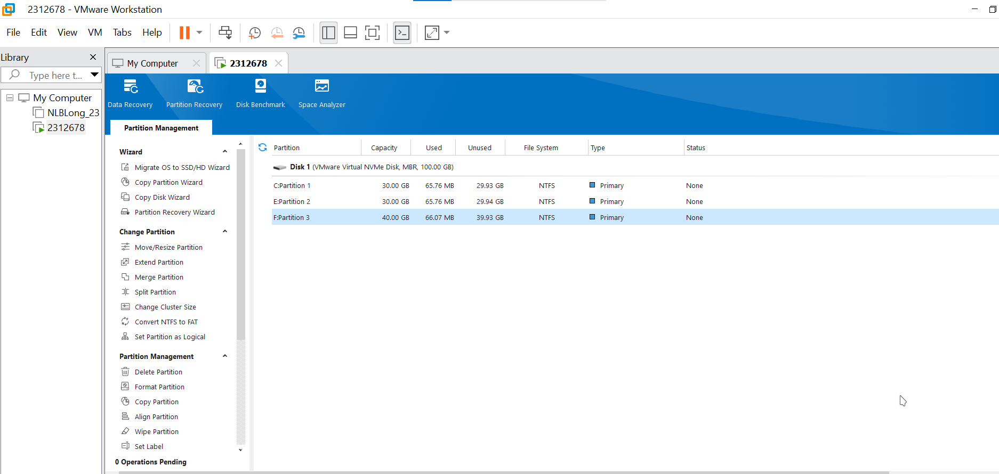 2312678 - VMware Workstation
File Edit View VM Tabs Help
Library
Type here t...
My Computer
NLBLong_23
2312678
My Computer
2312678
Data Recovery Partition Recovery Disk Benchmark Space Analyzer
Partition Management
Wizard
Migrate OS to SSD/HD Wizard
Copy Partition Wizard
Copy Disk Wizard
Partition Recovery Wizard
Change Partition
Move/Resize Partition
Extend Partition
Merge Partition
Split Partition
Change Cluster Size
Convert NTFS to FAT
Set Partition as Logical
Partition Management
Delete Partition
Format Partition
Copy Partition
Align Partition
Wipe Partition
Set Label
0 Operations Pending
Partition Capacity Used Unused File System Type Status
Disk 1 (VMware Virtual NVMe Disk, MBR, 100.00 GB)
C:Partition 1 30.00 GB 65.76 MB 29.93 GB NTFS Primary None
E:Partition 2 30.00 GB 65.76 MB 29.94 GB NTFS Primary None
F:Partition 3 40.00 GB 66.07 MB 39.93 GB NTFS Primary None